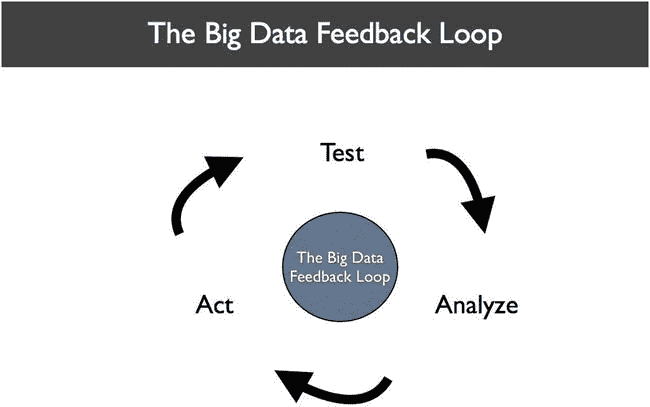 The Big Data Feedback Loop
Test
The Big Data
Feedback Loop
Act
Analyze